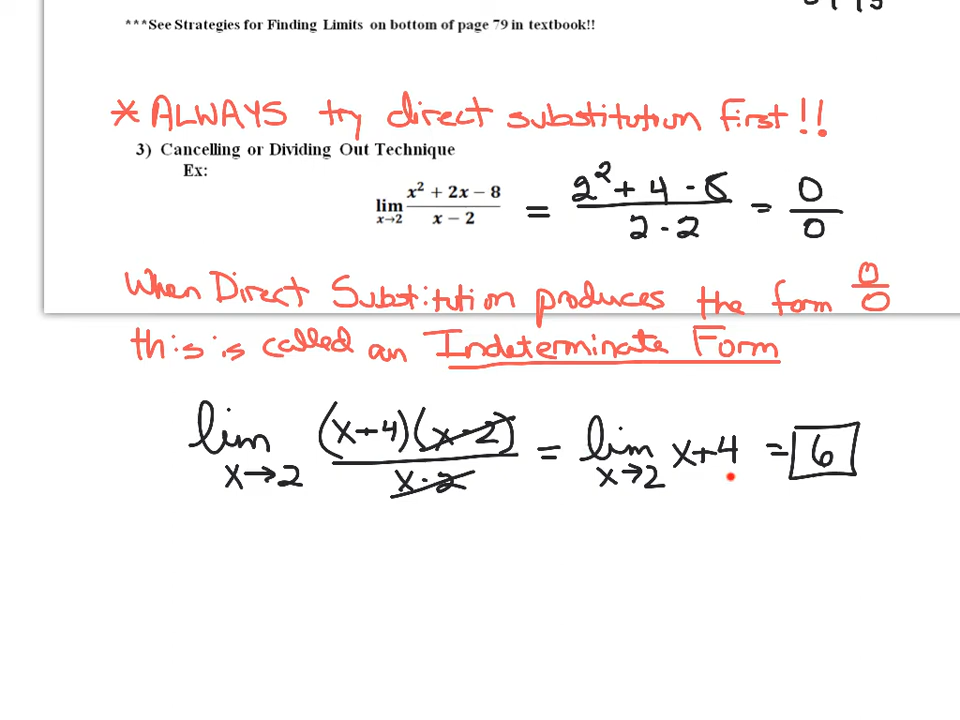 ***See Strategies for Finding Limits on bottom of page 79 in textbook!!
* ALWAYS try direct substitution first!!
3) Cancelling or Dividing Out Technique
Ex:
lim x→2 (x² + 2x − 8)/(x − 2) = (2² + 4 - 8)/(2 - 2) = 0/0
When Direct Substitution produces the form 0/0
this is called an Indeterminate Form
lim x→2 (x+4)(x-2)/(x-2) = lim x→2 x+4 = 6